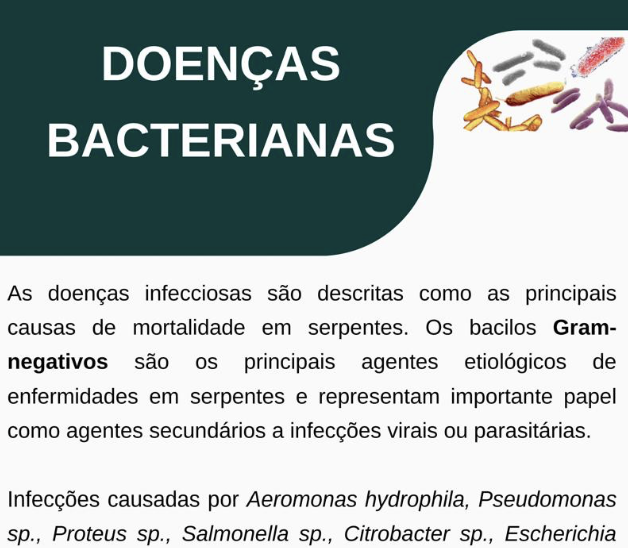 DOENÇAS
BACTERIANAS
As doenças infecciosas são descritas como as principais
causas de mortalidade em serpentes. Os bacilos Gram-
negativos são os principais agentes etiológicos de
enfermidades em serpentes e representam importante papel
como agentes secundários a infecções virais ou parasitárias.
Infecções causadas por Aeromonas hydrophila, Pseudomonas
sp., Proteus sp., Salmonella sp., Citrobacter sp., Escherichia